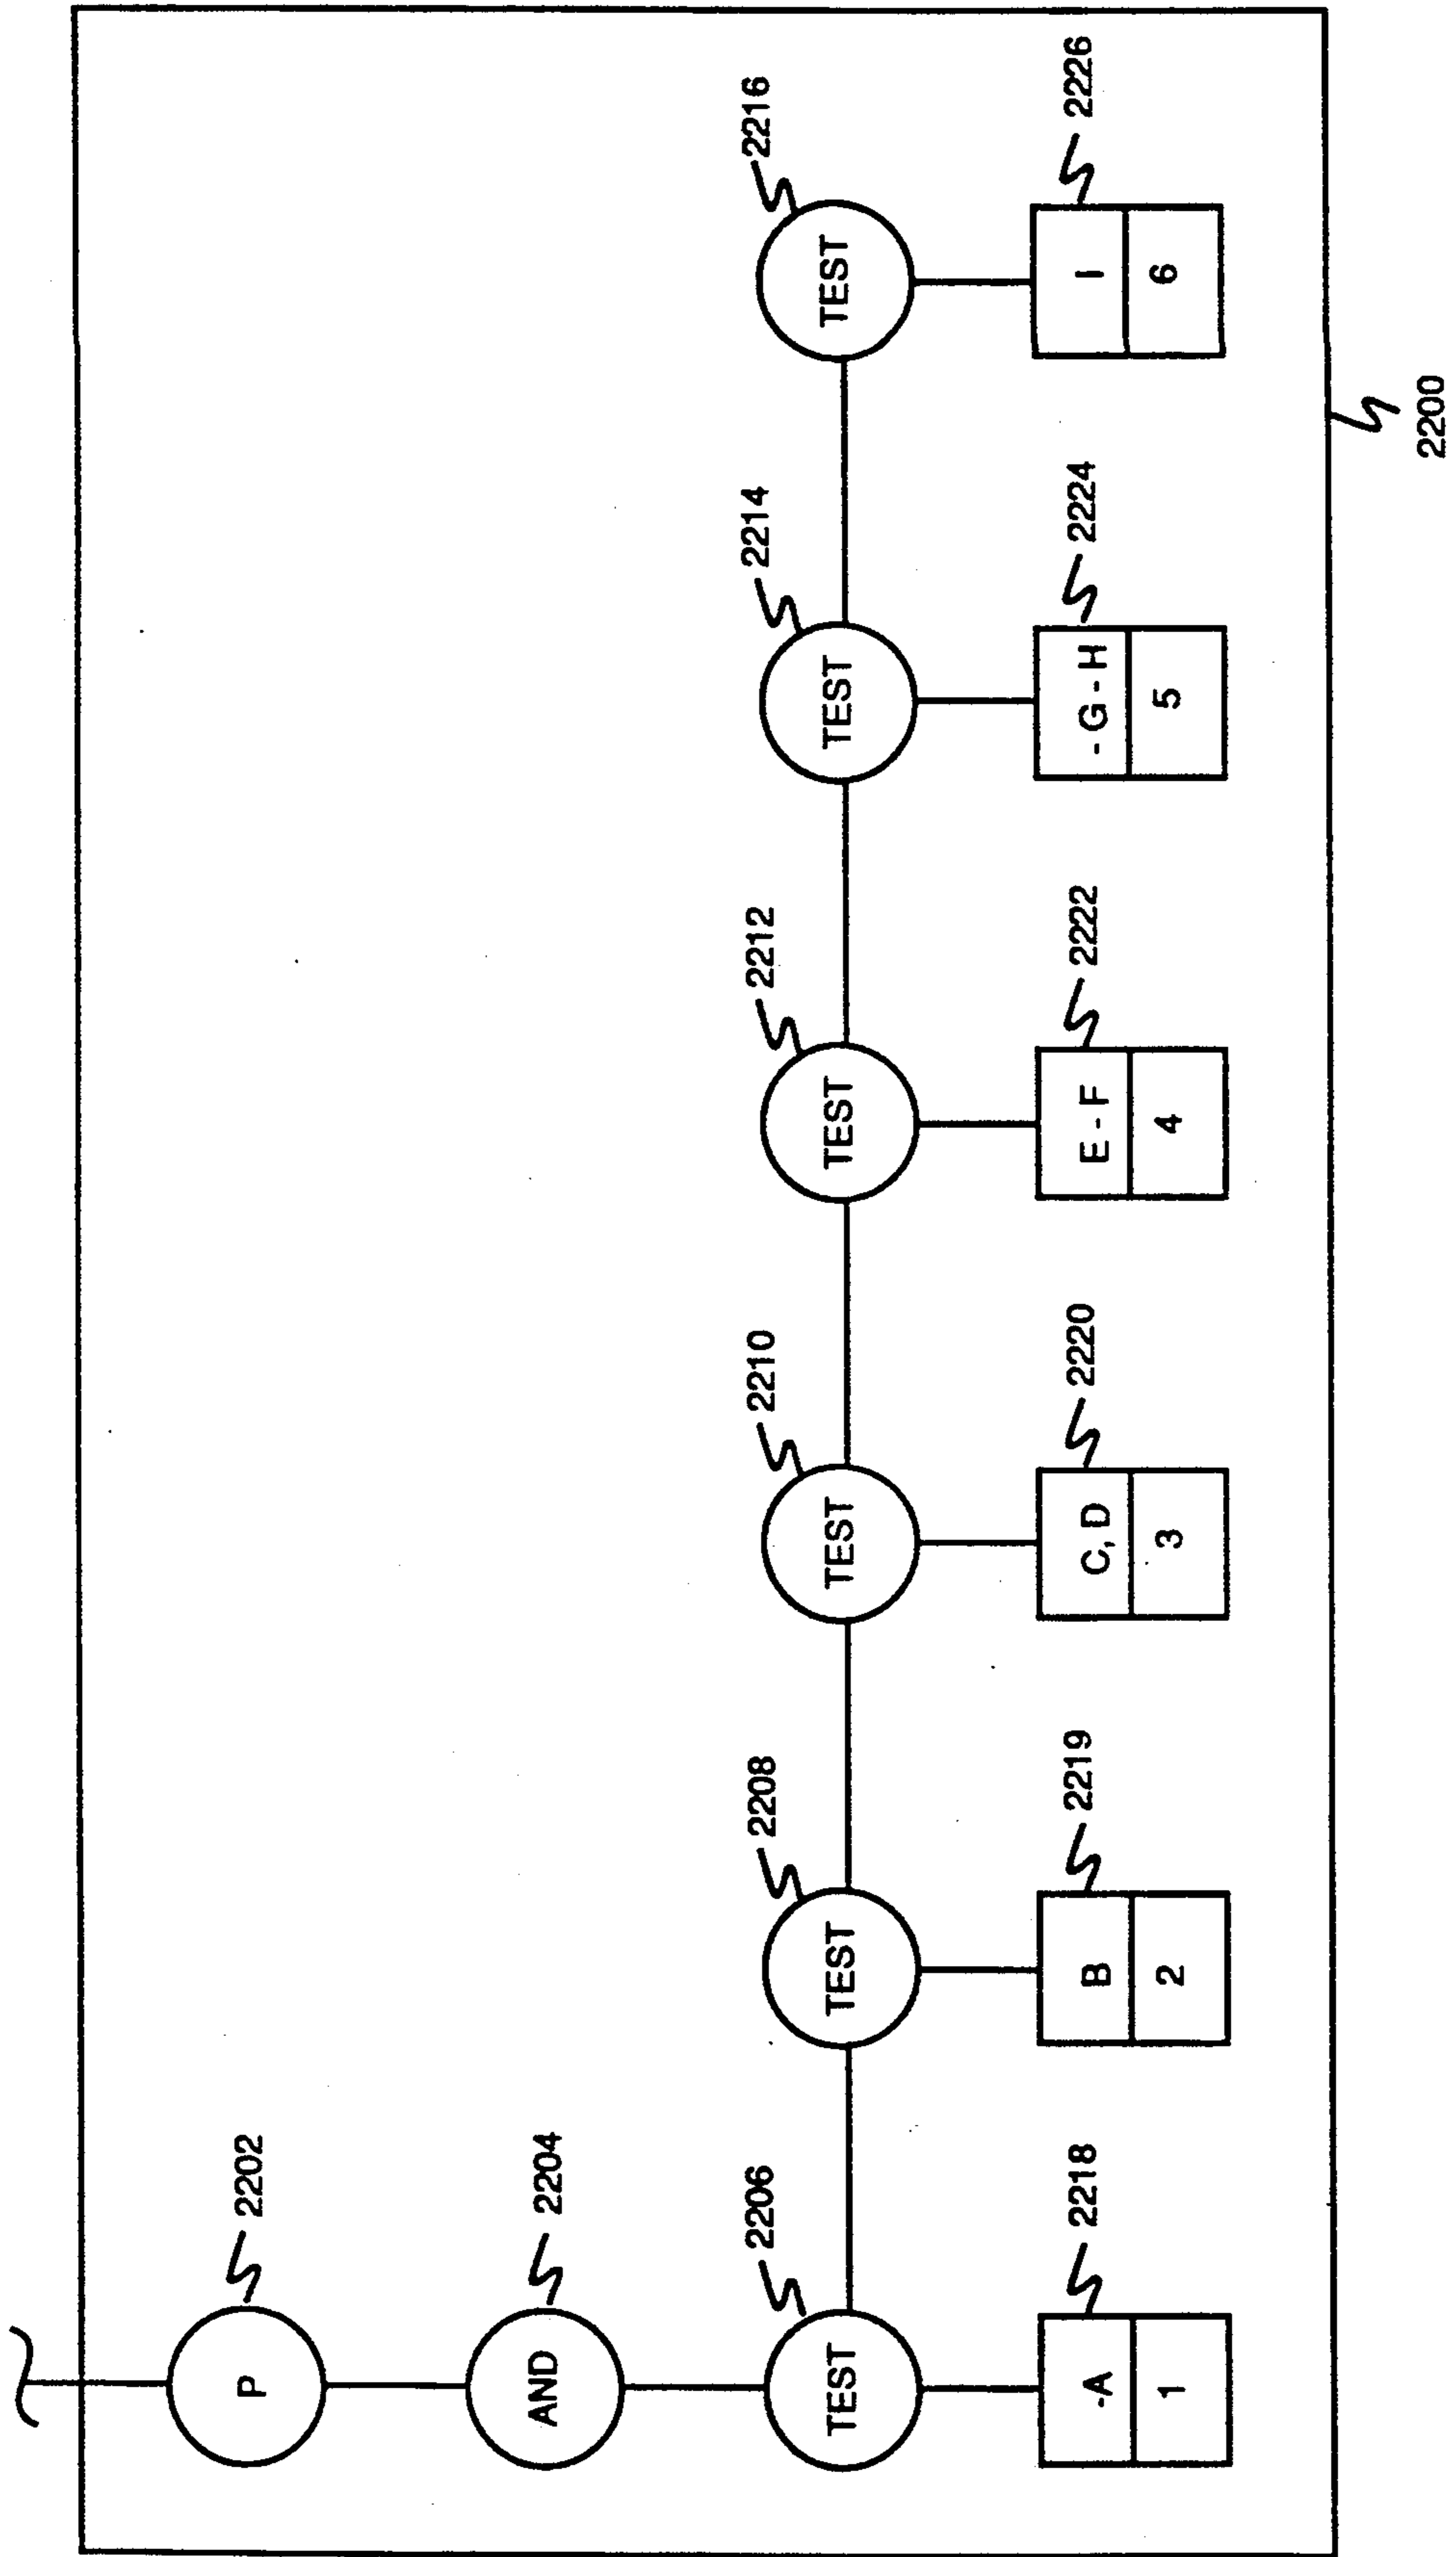 P
2202
AND
2204
TEST
2206
TEST
2208
TEST
2210
TEST
2212
TEST
2214
TEST
2216
-A
1
2218
B
2
2219
C, D
3
2220
E - F
4
2222
- G - H
5
2224
I
6
2226
2200